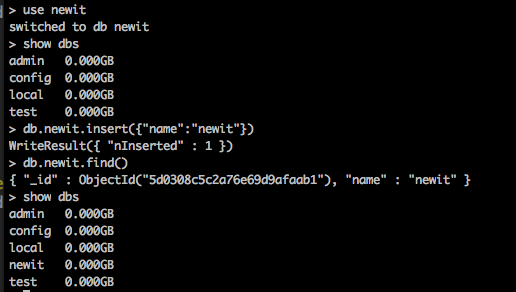 > use newit
switched to db newit
> show dbs
admin   0.000GB
config  0.000GB
local   0.000GB
test    0.000GB
> db.newit.insert({"name":"newit"})
WriteResult({ "nInserted" : 1 })
> db.newit.find()
{ "_id" : ObjectId("5d0308c5c2a76e69d9afaab1"), "name" : "newit" }
> show dbs
admin   0.000GB
config  0.000GB
local   0.000GB
newit   0.000GB
test    0.000GB